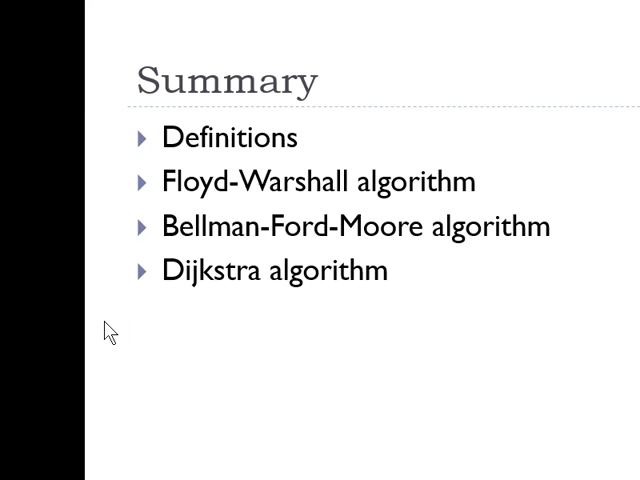 Summary
Definitions
Floyd-Warshall algorithm
Bellman-Ford-Moore algorithm
Dijkstra algorithm